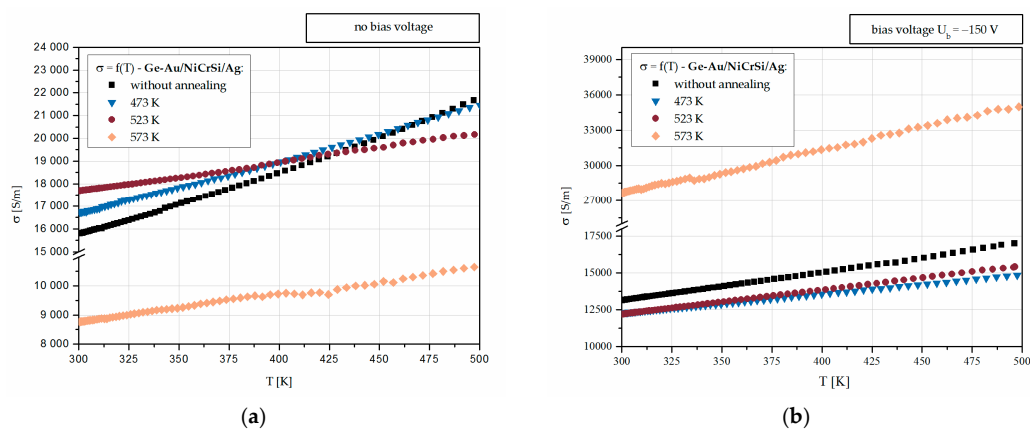 no bias voltage
24 000
23 000
22 000
21 000
20 000
19 000
18 000
17 000
16 000
15 000
10 000
9 000
8 000
σ [S/m]
σ = f(T) - Ge-Au/NiCrSi/Ag:
without annealing
473 K
523 K
573 K
300 325 350 375 400 425 450 475 500
T [K]
(a)
bias voltage U_b = −150 V
39000
36000
33000
30000
27000
17500
15000
12500
10000
σ [S/m]
σ = f(T) - Ge-Au/NiCrSi/Ag:
without annealing
473 K
523 K
573 K
300 325 350 375 400 425 450 475 500
T [K]
(b)